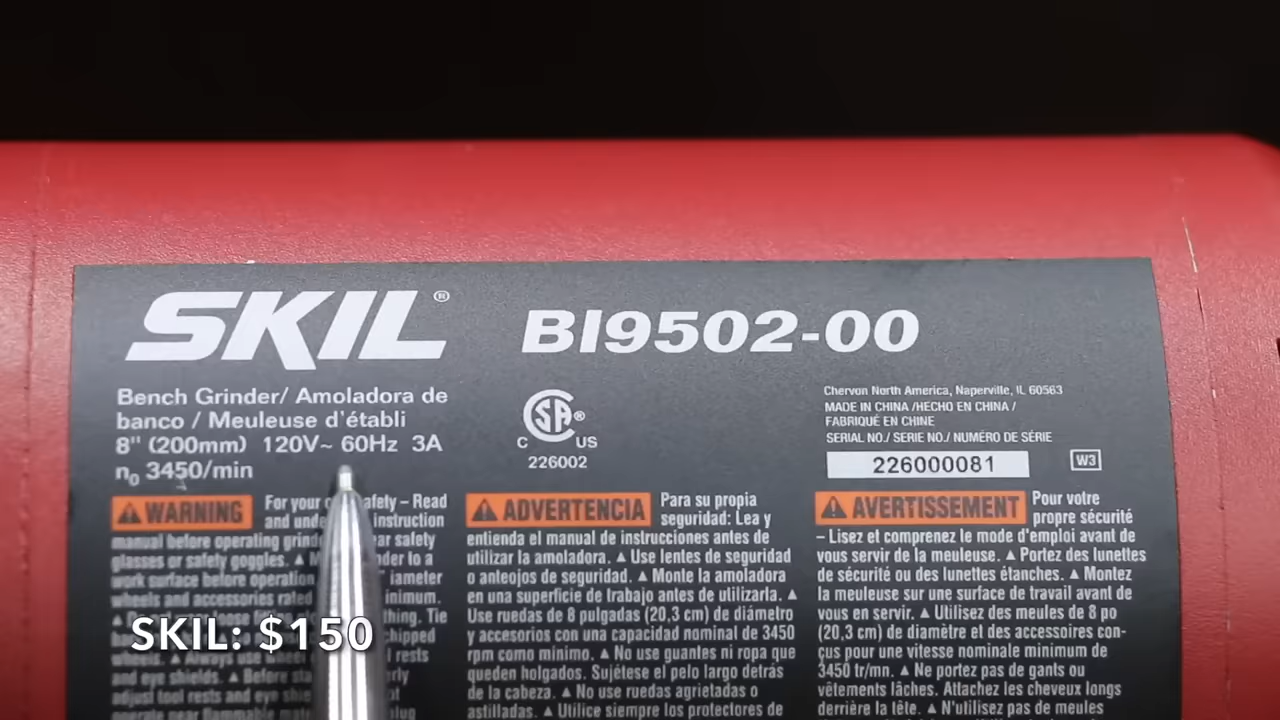 SKIL®
BI9502-00
Bench Grinder/ Amoladora de
banco / Meuleuse d'établi
8" (200mm) 120V~ 60Hz 3A
n₀ 3450/min
CSA®
C US
226002
Chervon North America, Naperville, IL 60563
MADE IN CHINA /HECHO EN CHINA /
FABRIQUÉ EN CHINE
SERIAL NO./ SERIE NO./ NUMÉRO DE SÉRIE
226000081
W3
⚠ WARNING For your safety – Read
and instruction
manual before operating safety
glasses or safety goggles. ▲ to a
work surface before operation
wheels and accessories rated
thing. Tie
chipped
wheels. ▲ Always use rests
and eye shields. ▲
adjust tool rests and eye
operate near flammable
⚠ ADVERTENCIA Para su propia
seguridad: Lea y
entienda el manual de instrucciones antes de
utilizar la amoladora. ▲ Use lentes de seguridad
o anteojos de seguridad. ▲ Monte la amoladora
en una superficie de trabajo antes de utilizarla. ▲
Use ruedas de 8 pulgadas (20,3 cm) de diámetro
y accesorios con una capacidad nominal de 3450
rpm como mínimo. ▲ No use guantes ni ropa que
queden holgados. Sujétese el pelo largo detrás
de la cabeza. ▲ No use ruedas agrietadas o
astilladas. ▲ Utilice siempre los protectores de
⚠ AVERTISSEMENT Pour votre
propre sécurité
– Lisez et comprenez le mode d'emploi avant de
vous servir de la meuleuse. ▲ Portez des lunettes
de sécurité ou des lunettes étanches. ▲ Montez
la meuleuse sur une surface de travail avant de
vous en servir. ▲ Utilisez des meules de 8 po
(20,3 cm) de diamètre et des accessoires con-
çus pour une vitesse nominale minimum de
3450 tr/mn. ▲ Ne portez pas de gants ou
vêtements lâches. Attachez les cheveux longs
derrière la tête. ▲ N'utilisez pas de meules
SKIL: $150